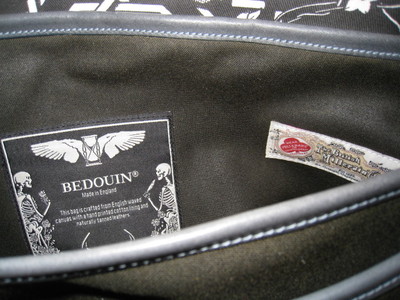 BEDOUIN®
Made in England
This bag is crafted from English waxed
canvas with a hand printed cotton lining and
naturally tanned leathers.